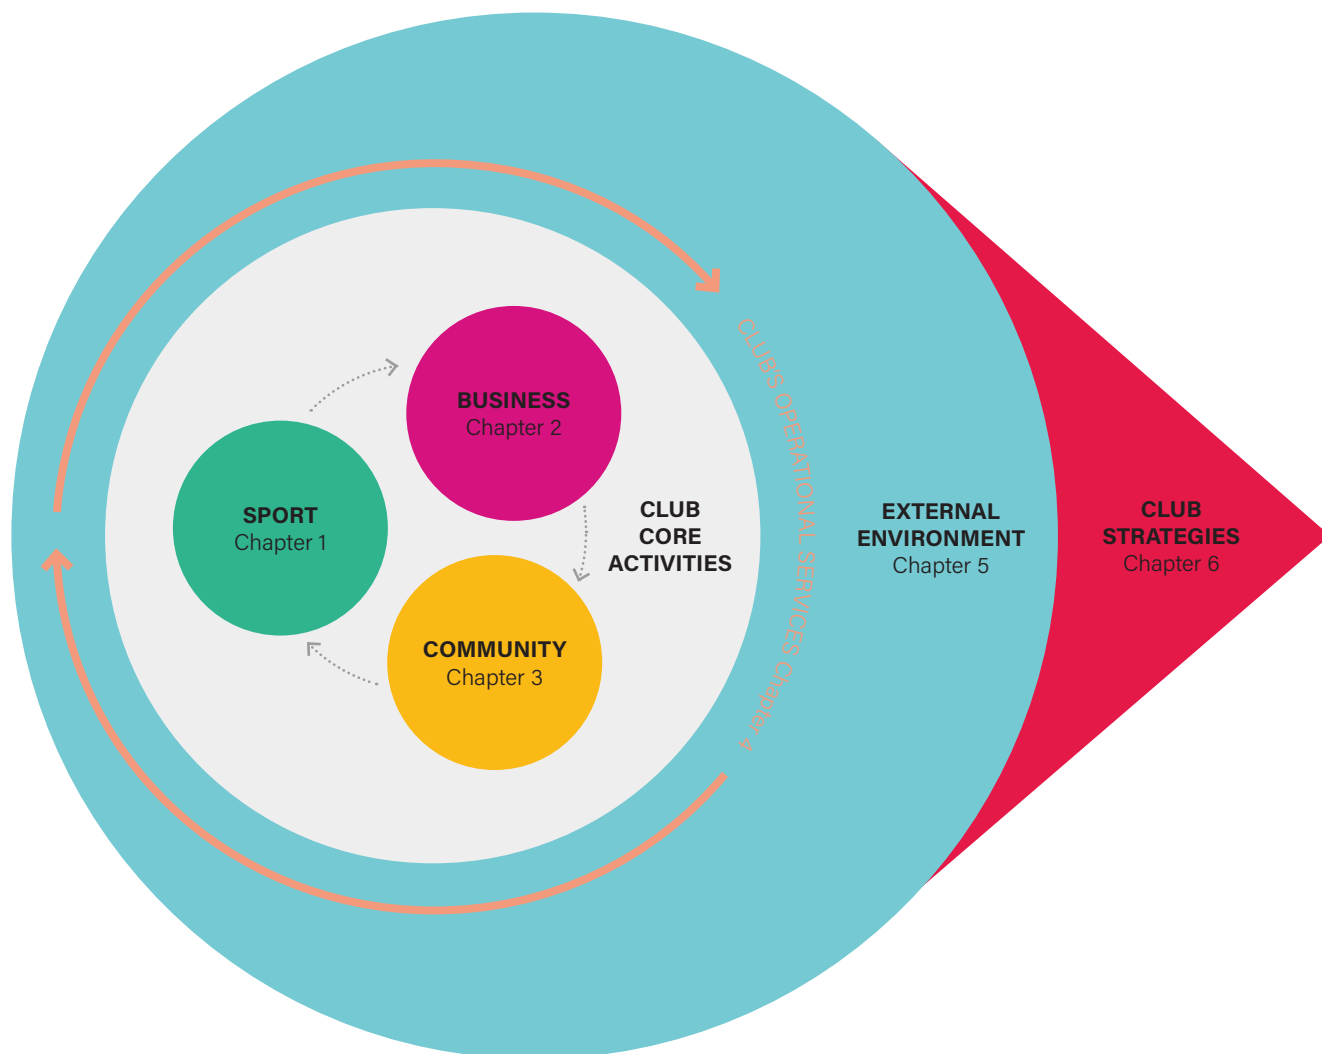 BUSINESS
Chapter 2
SPORT
Chapter 1
COMMUNITY
Chapter 3
CLUB
CORE
ACTIVITIES
CLUB'S OPERATIONAL SERVICES Chapter 4
EXTERNAL
ENVIRONMENT
Chapter 5
CLUB
STRATEGIES
Chapter 6